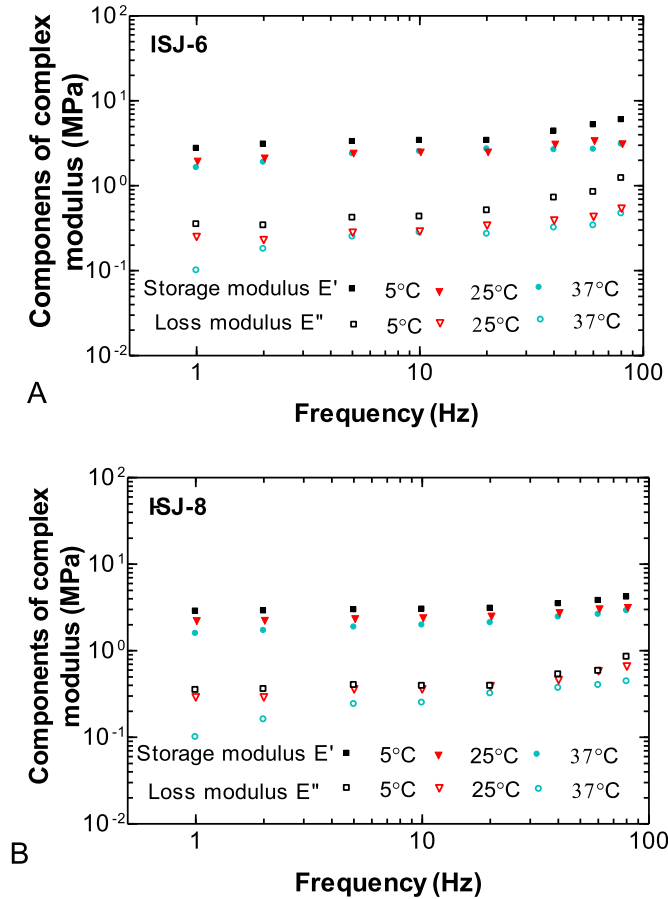 ISJ-6
10²
10¹
10⁰
10⁻¹
10⁻²
Componens of complex
modulus (MPa)
Storage modulus E' 5°C 25°C 37°C
Loss modulus E" 5°C 25°C 37°C
1 10 100
A
Frequency (Hz)
I-SJ-8
10²
10¹
10⁰
10⁻¹
10⁻²
Components of complex
modulus (MPa)
Storage modulus E' 5°C 25°C 37°C
Loss modulus E" 5°C 25°C 37°C
1 10 100
B
Frequency (Hz)